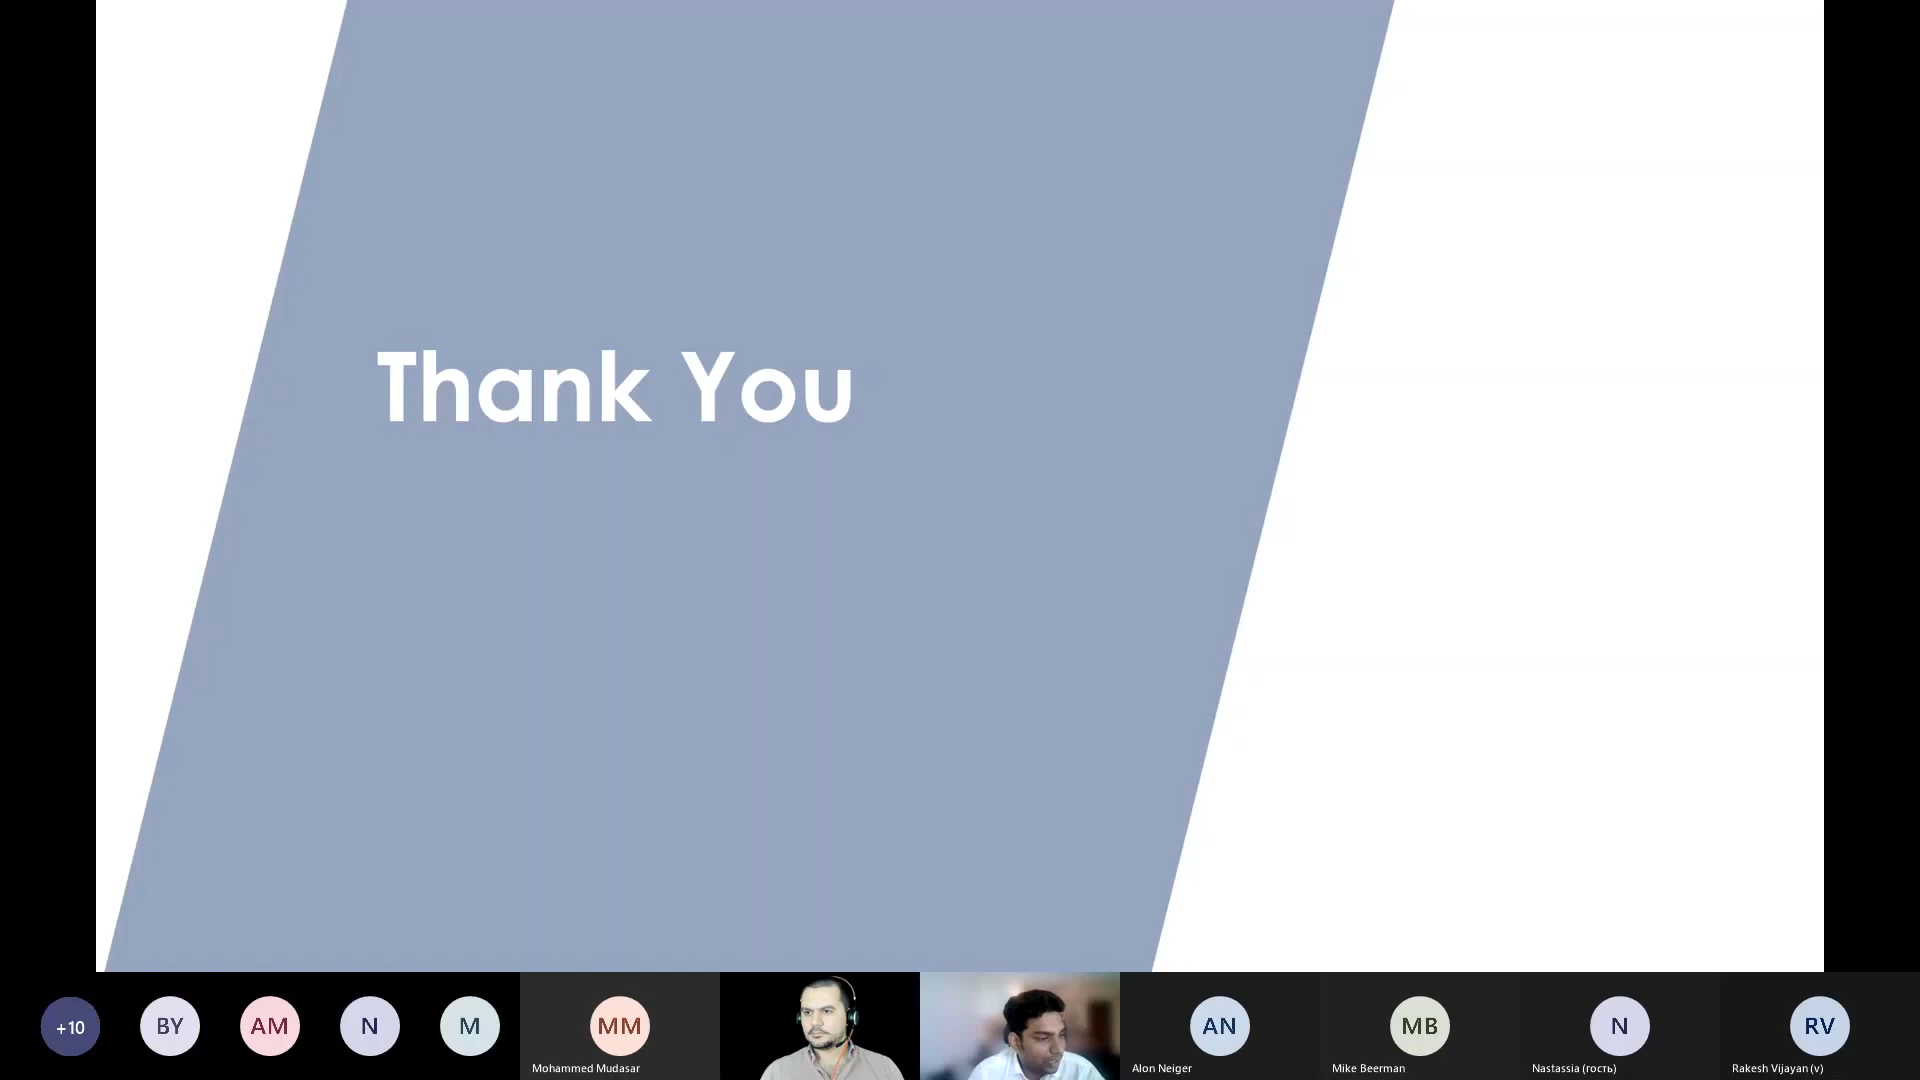 Thank You
+10
BY
AM
N
M
MM
AN
MB
N
RV
Mohammed Mudasar
Alon Neiger
Mike Beerman
Nastassia (гость)
Rakesh Vijayan (v)